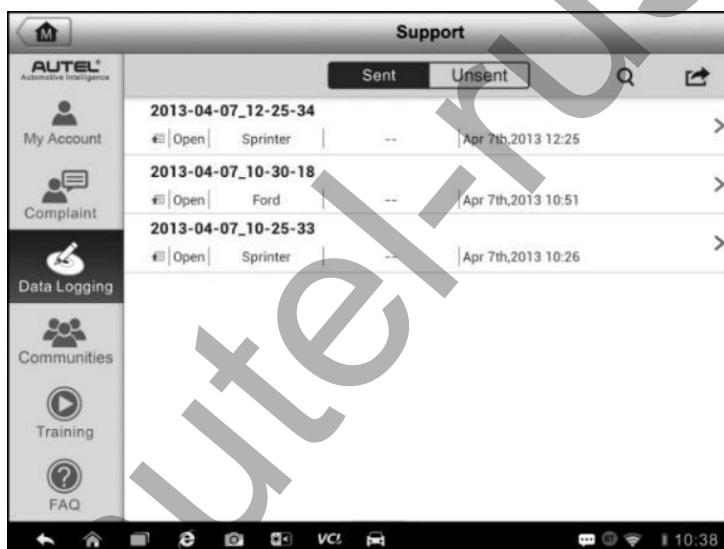 Support
AUTEL®
Automotive Intelligence
Sent Unsent
My Account
Complaint
Data Logging
Communities
Training
FAQ
2013-04-07_12-25-34
Open Sprinter -- Apr 7th,2013 12:25
2013-04-07_10-30-18
Open Ford -- Apr 7th,2013 10:51
2013-04-07_10-25-33
Open Sprinter -- Apr 7th,2013 10:26
VCI
10:38